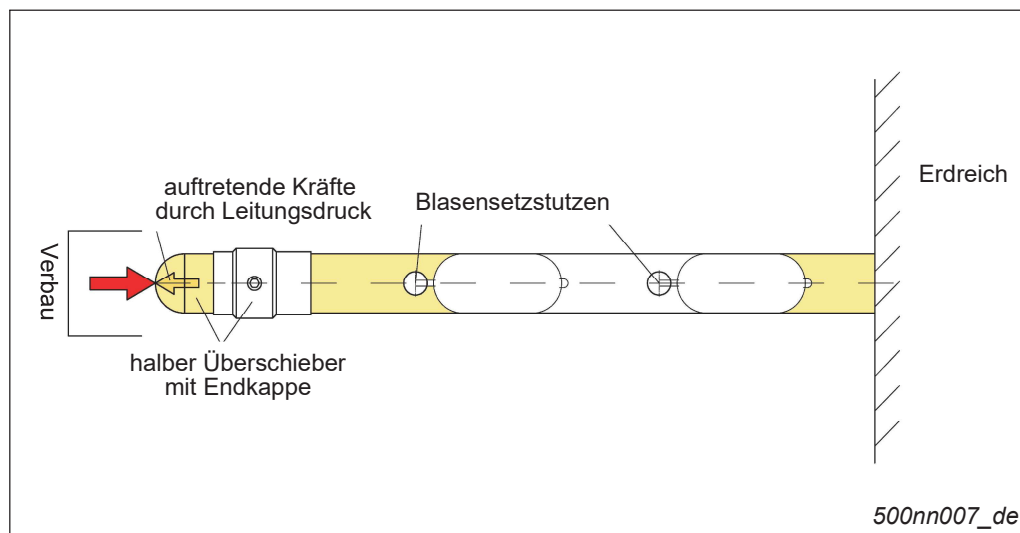 auftretende Kräfte
durch Leitungsdruck
Blasensetzstutzen
Erdreich
Verbau
halber Überschieber
mit Endkappe
500nn007_de